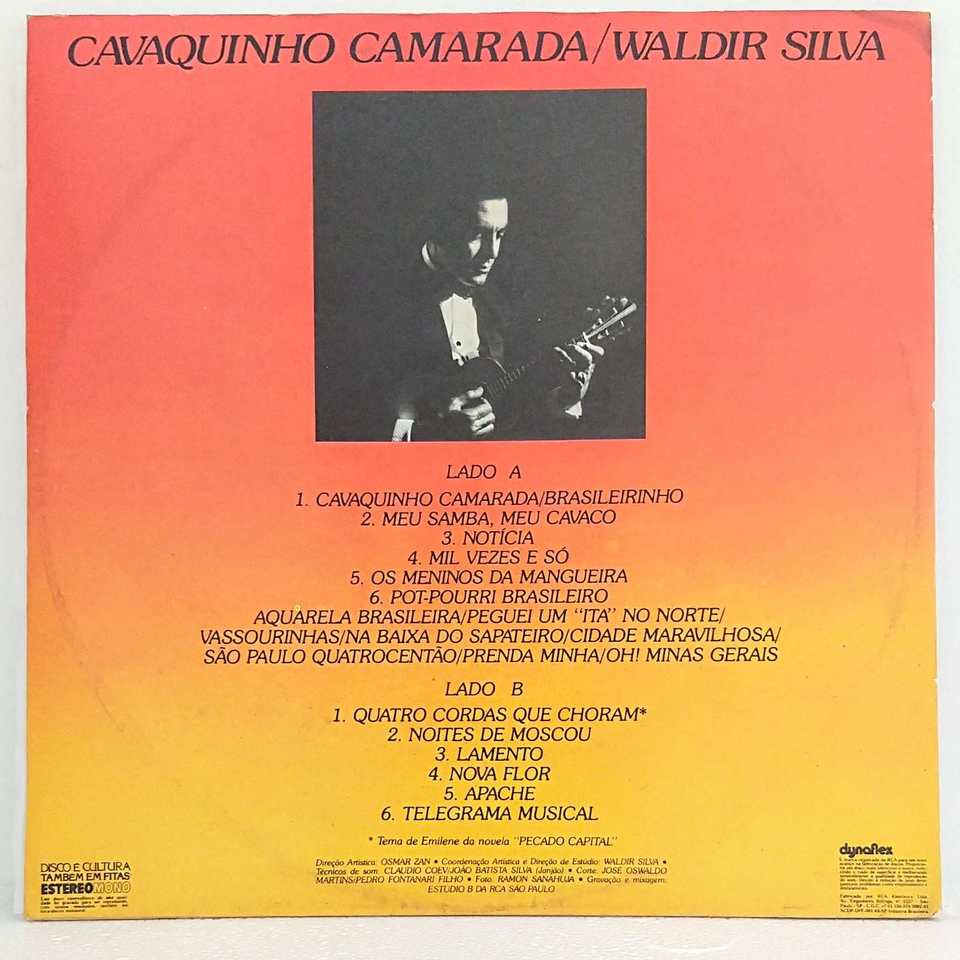 CAVAQUINHO CAMARADA/WALDIR SILVA
LADO A
1. CAVAQUINHO CAMARADA/BRASILEIRINHO
2. MEU SAMBA, MEU CAVACO
3. NOTÍCIA
4. MIL VEZES E SÓ
5. OS MENINOS DA MANGUEIRA
6. POT-POURRI BRASILEIRO
AQUARELA BRASILEIRA/PEGUEI UM "ITA" NO NORTE/
VASSOURINHAS/NA BAIXA DO SAPATEIRO/CIDADE MARAVILHOSA/
SÃO PAULO QUATROCENTÃO/PRENDA MINHA/OH! MINAS GERAIS
LADO B
1. QUATRO CORDAS QUE CHORAM*
2. NOITES DE MOSCOU
3. LAMENTO
4. NOVA FLOR
5. APACHE
6. TELEGRAMA MUSICAL
* Tema de Emilene da novela "PECADO CAPITAL"
Direção Artística: OSMAR ZAN • Coordenação Artística e Direção de Estúdio: WALDIR SILVA •
Técnicos de som: CLAUDIO COEV/JOÃO BATISTA SILVA (Janjão) • Corte: JOSÉ OSWALDO
MARTINS/PEDRO FONTANARI FILHO • Foto: RAMON SANAHUJA • Gravação e mixagem:
ESTÚDIO B DA RCA SÃO PAULO
DISCO É CULTURA
TAMBÉM EM FITAS
ESTEREO MONO
dynaflex